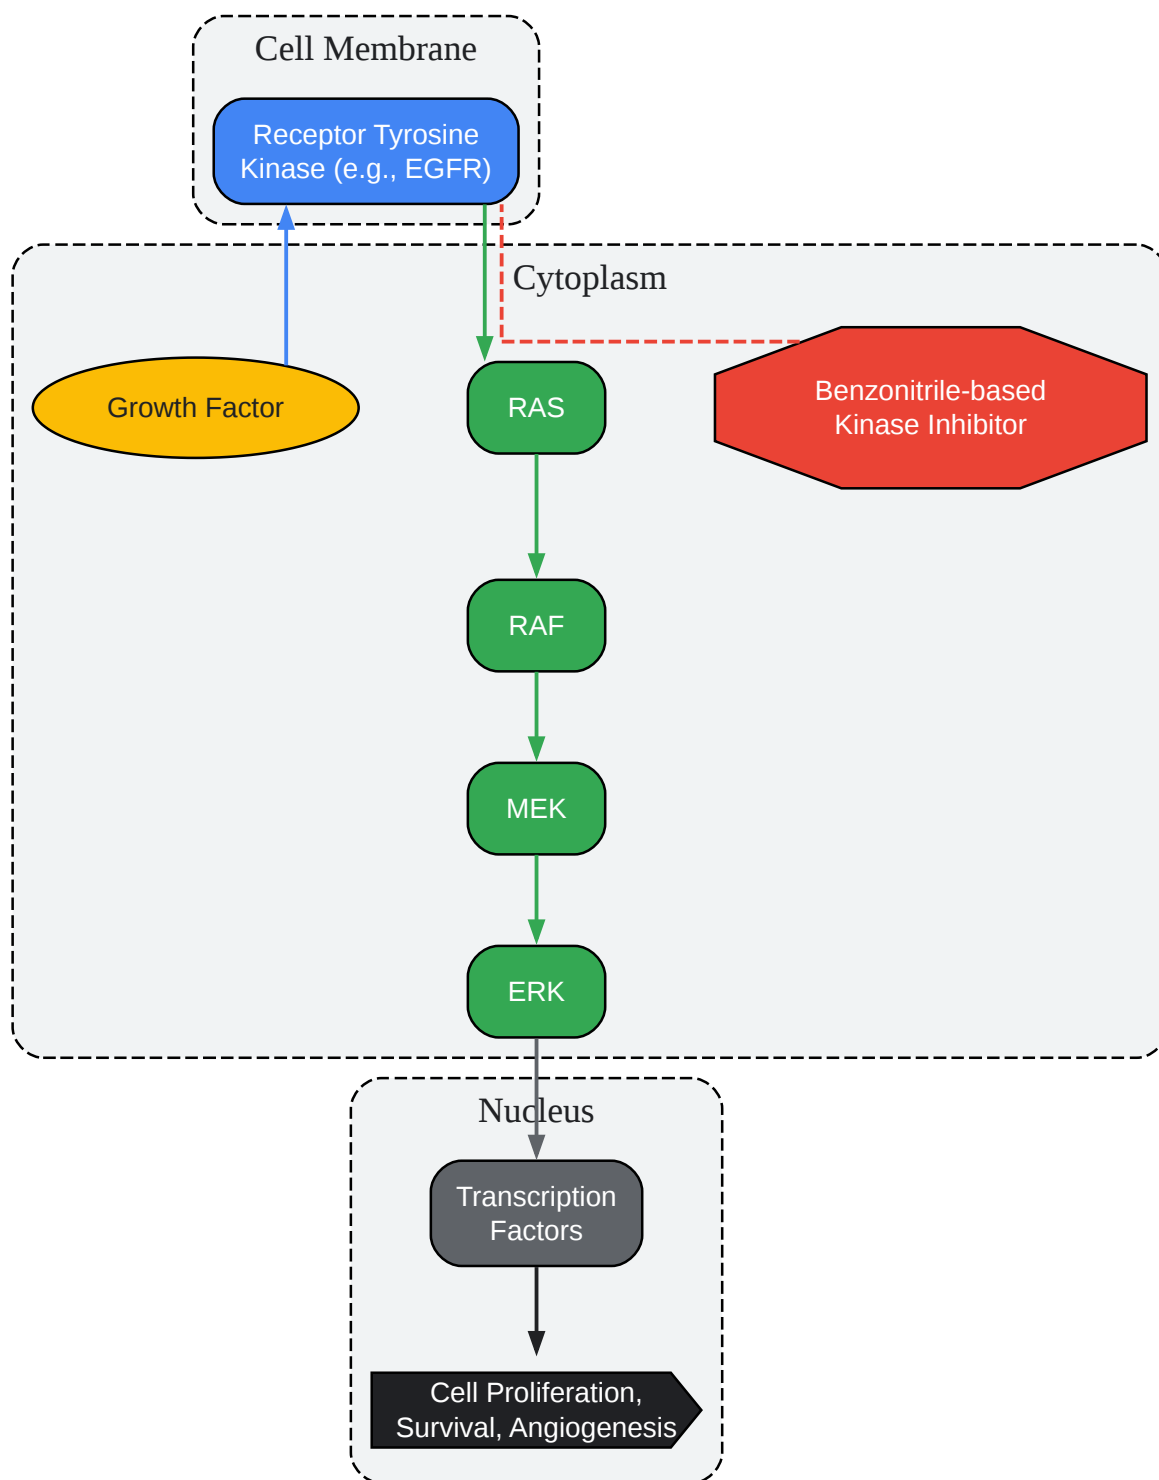 Cell Membrane
Receptor Tyrosine
Kinase (e.g., EGFR)
Cytoplasm
Growth Factor
RAS
Benzonitrile-based
Kinase Inhibitor
RAF
MEK
ERK
Nucleus
Transcription
Factors
Cell Proliferation,
Survival, Angiogenesis